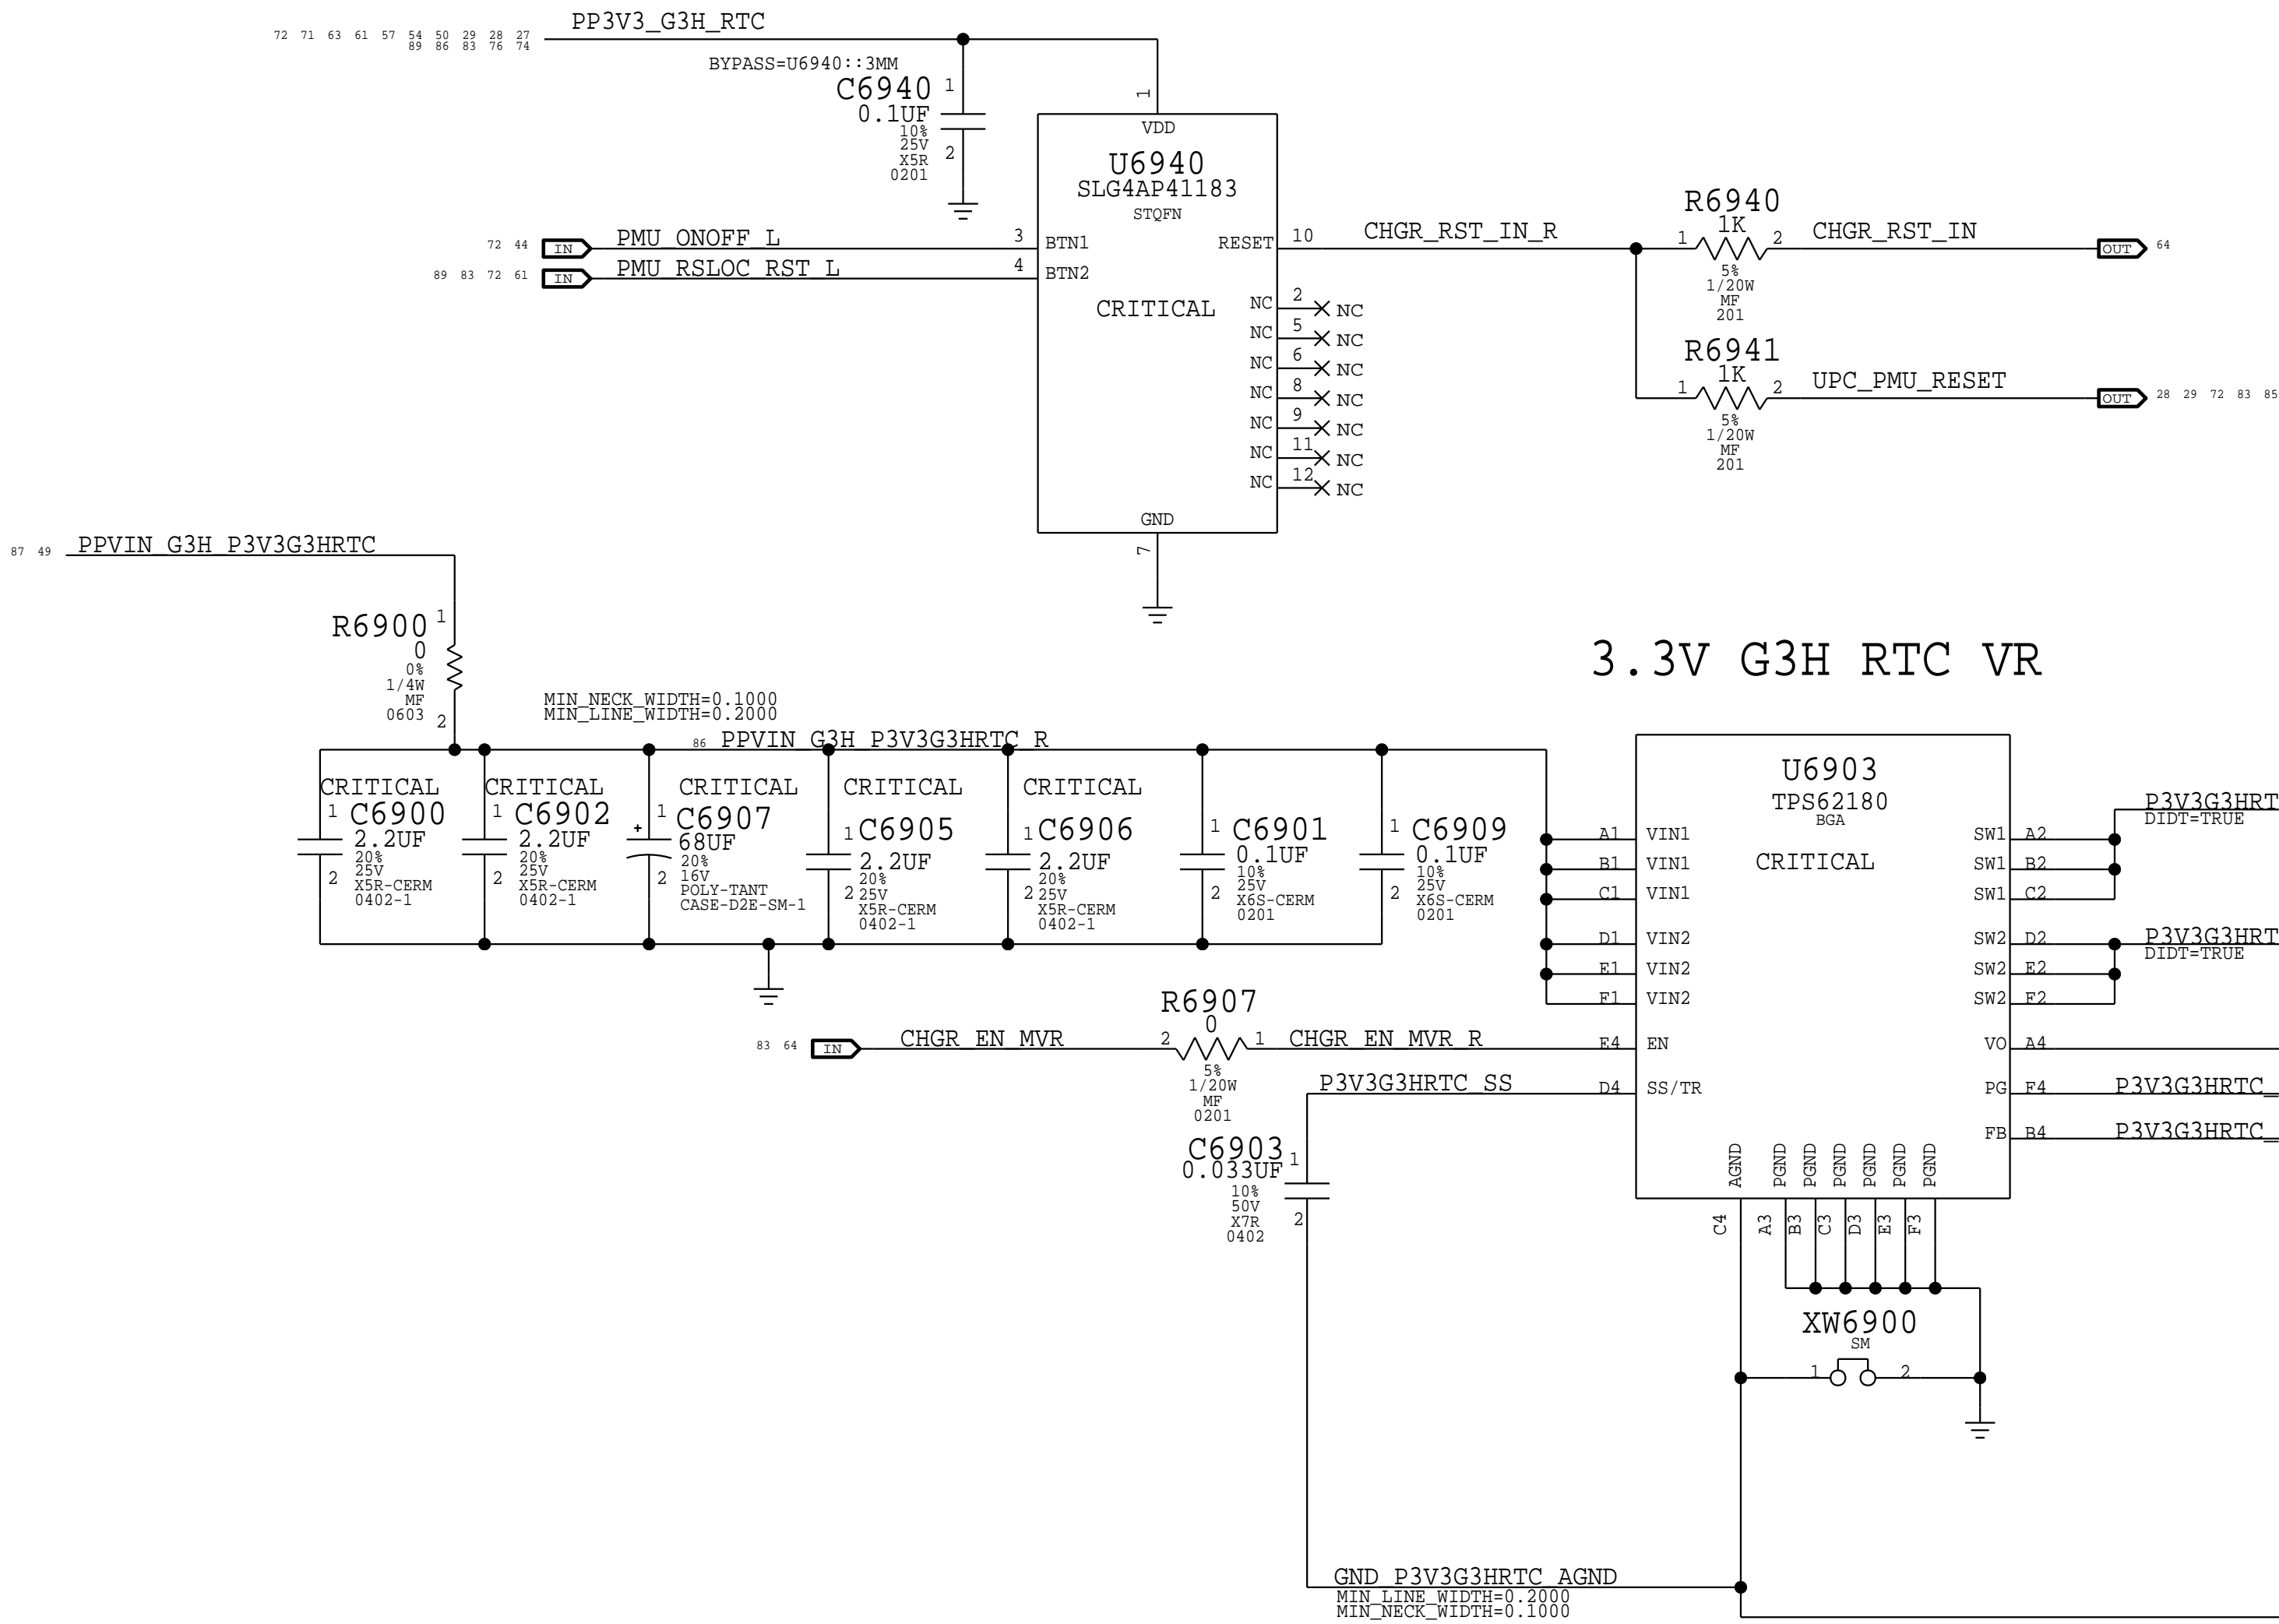 PP3V3_G3H_RTC
72 71 63 61 57 54 50 29 28 27
89 86 83 76 74
BYPASS=U6940::3MM
C6940
0.1UF
10%
25V
X5R
0201
1
2
1
VDD
U6940
SLG4AP41183
STQFN
CRITICAL
72 44 IN PMU_ONOFF_L 3 BTN1
89 83 72 61 IN PMU_RSLOC_RST_L 4 BTN2
RESET 10 CHGR_RST_IN_R
NC 2 NC
NC 5 NC
NC 6 NC
NC 8 NC
NC 9 NC
NC 11 NC
NC 12 NC
GND
7
R6940
1K
1 2
5%
1/20W
MF
201
CHGR_RST_IN OUT 64
R6941
1K
1 2
5%
1/20W
MF
201
UPC_PMU_RESET OUT 28 29 72 83 85
87 49 PPVIN_G3H_P3V3G3HRTC
R6900
0
0%
1/4W
MF
0603
1
2
3.3V G3H RTC VR
MIN_NECK_WIDTH=0.1000
MIN_LINE_WIDTH=0.2000
86 PPVIN_G3H_P3V3G3HRTC_R
CRITICAL
1 C6900
2.2UF
20%
25V
2 X5R-CERM
0402-1
CRITICAL
1 C6902
2.2UF
20%
25V
2 X5R-CERM
0402-1
CRITICAL
+ 1 C6907
68UF
20%
16V
2 POLY-TANT
CASE-D2E-SM-1
CRITICAL
1 C6905
2.2UF
20%
2 25V
X5R-CERM
0402-1
CRITICAL
1 C6906
2.2UF
20%
2 25V
X5R-CERM
0402-1
1 C6901
0.1UF
10%
25V
2 X6S-CERM
0201
1 C6909
0.1UF
10%
25V
2 X6S-CERM
0201
U6903
TPS62180
BGA
CRITICAL
A1 VIN1
B1 VIN1
C1 VIN1
D1 VIN2
E1 VIN2
F1 VIN2
E4 EN
D4 SS/TR
SW1 A2
SW1 B2
SW1 C2
SW2 D2
SW2 E2
SW2 F2
VO A4
PG F4 P3V3G3HRTC_
FB B4 P3V3G3HRTC_
P3V3G3HRT
DIDT=TRUE
P3V3G3HRT
DIDT=TRUE
83 64 IN CHGR_EN_MVR
R6907
0
2 1
5%
1/20W
MF
0201
CHGR_EN_MVR_R
P3V3G3HRTC_SS
C6903
0.033UF
10%
50V
X7R
0402
1
2
AGND PGND PGND PGND PGND PGND PGND
C4 A3 B3 C3 D3 E3 F3
XW6900
SM
1 2
GND_P3V3G3HRTC_AGND
MIN_LINE_WIDTH=0.2000
MIN_NECK_WIDTH=0.1000